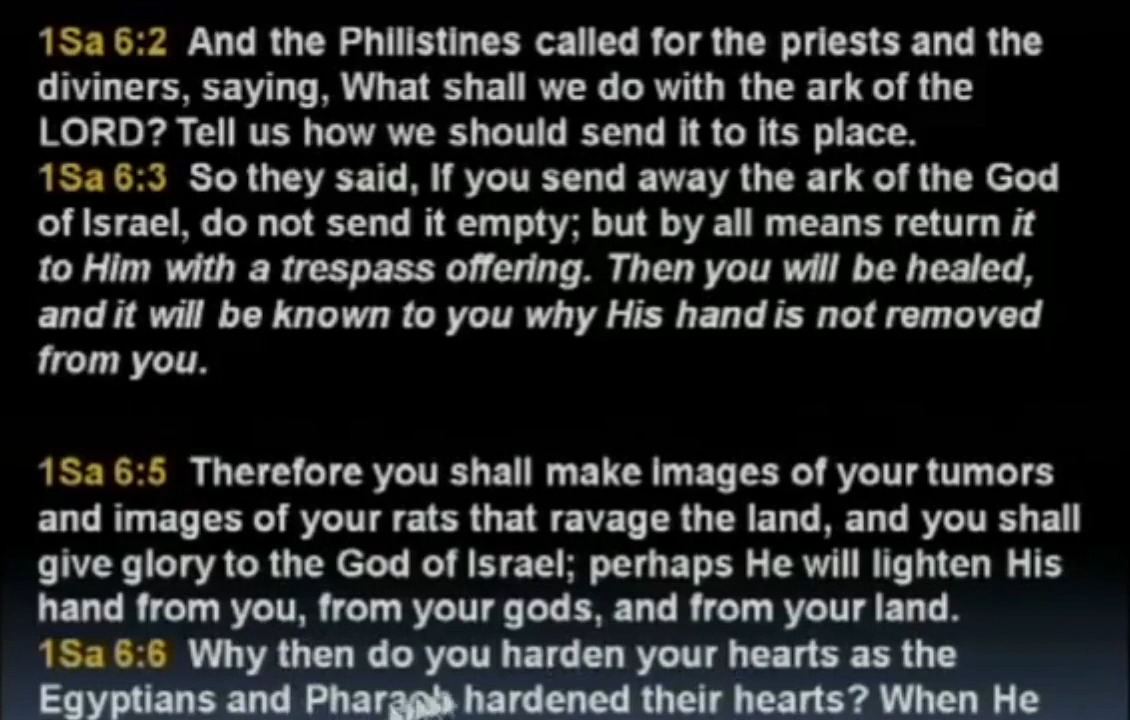 1Sa 6:2 And the Philistines called for the priests and the
diviners, saying, What shall we do with the ark of the
LORD? Tell us how we should send it to its place.
1Sa 6:3 So they said, If you send away the ark of the God
of Israel, do not send it empty; but by all means return it
to Him with a trespass offering. Then you will be healed,
and it will be known to you why His hand is not removed
from you.
1Sa 6:5 Therefore you shall make images of your tumors
and images of your rats that ravage the land, and you shall
give glory to the God of Israel; perhaps He will lighten His
hand from you, from your gods, and from your land.
1Sa 6:6 Why then do you harden your hearts as the
Egyptians and Pharaoh hardened their hearts? When He